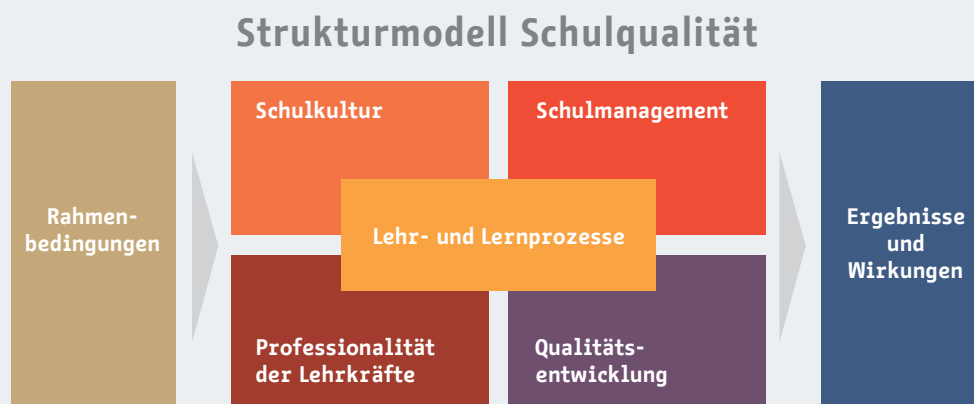 Strukturmodell Schulqualität
Rahmen-
bedingungen
Schulkultur
Schulmanagement
Lehr- und Lernprozesse
Professionalität
der Lehrkräfte
Qualitäts-
entwicklung
Ergebnisse
und
Wirkungen